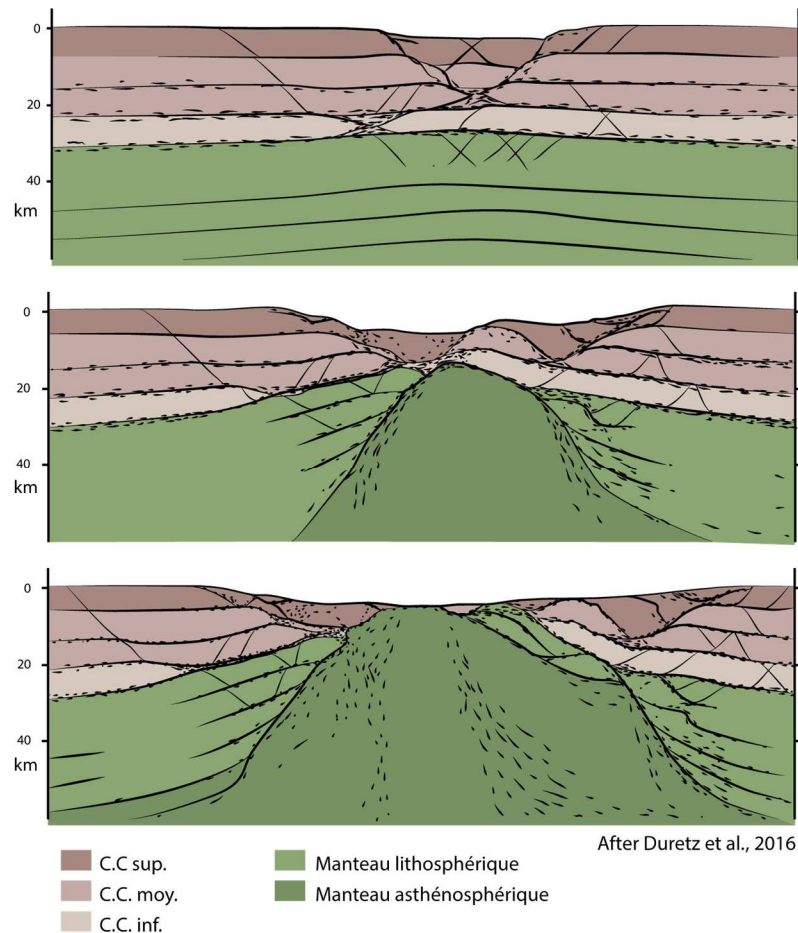 0
20
40
km
0
20
40
km
0
20
40
km
After Duretz et al., 2016
C.C sup.
C.C. moy.
C.C. inf.
Manteau lithosphérique
Manteau asthénosphérique